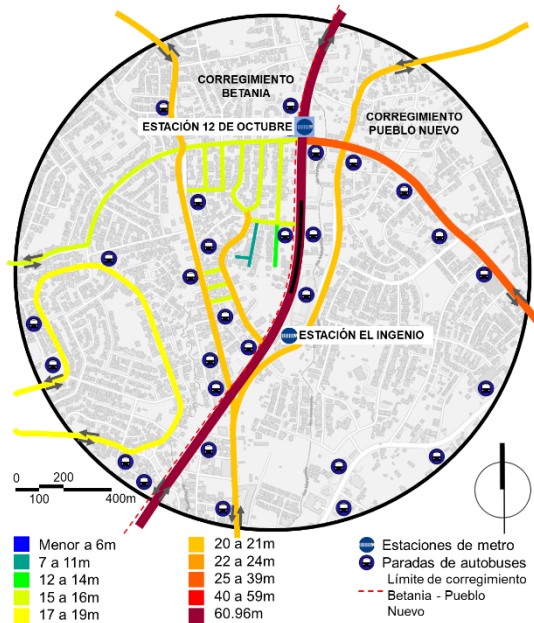 CORREGIMIENTO
BETANIA
CORREGIMIENTO
PUEBLO NUEVO
ESTACIÓN 12 DE OCTUBRE
ESTACIÓN EL INGENIO
0 200
100 400m
Menor a 6m
7 a 11m
12 a 14m
15 a 16m
17 a 19m
20 a 21m
22 a 24m
25 a 39m
40 a 59m
60.96m
Estaciones de metro
Paradas de autobuses
Límite de corregimiento
Betania - Pueblo
Nuevo